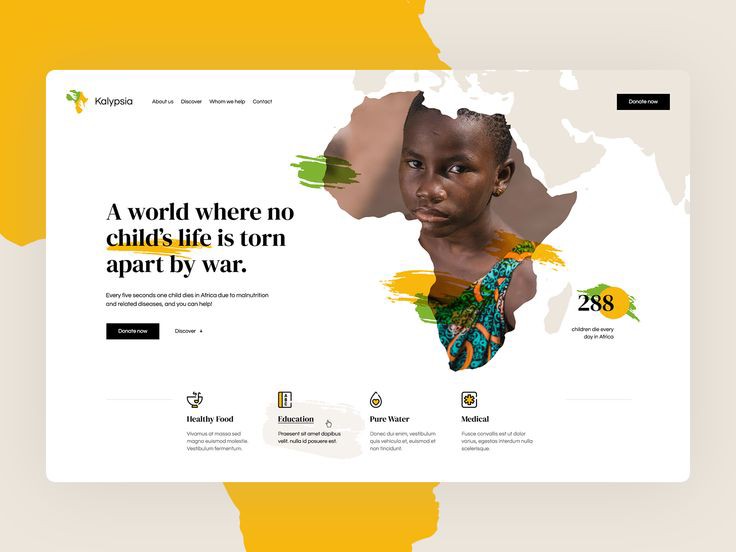 Kalypsia
About us Discover Whom we help Contact
Donate now
A world where no
child's life is torn
apart by war.
Every five seconds one child dies in Africa due to malnutrition
and related diseases, and you can help!
Donate now
Discover
288
children die every
day in Africa
Healthy Food
Vivamus at massa sed
magna euismod molestie.
Vestibulum fermentum.
Education
Praesent sit amet dapibus
velit. nulla id posuere est.
Pure Water
Donec dui enim, vestibulum
quis vehicula et, euismod et
non tincidunt.
Medical
Fusce convallis est ut dolor
varius, egestas interdum nulla
scelerisque.